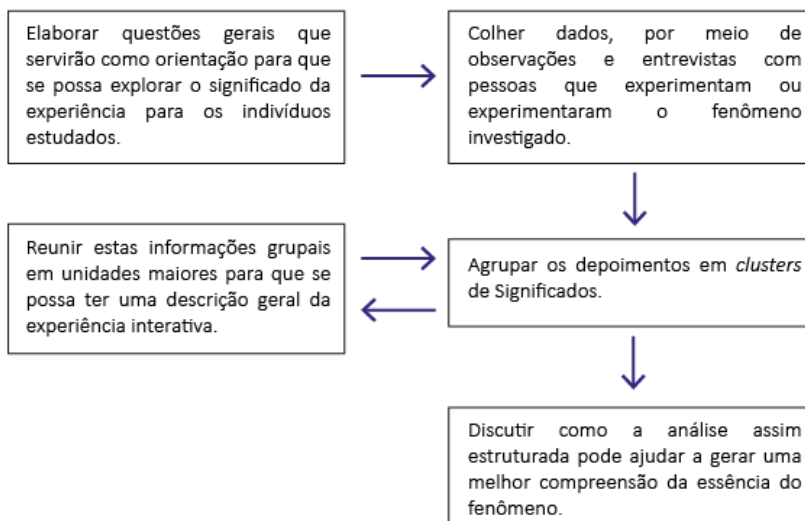 Elaborar questões gerais que
servirão como orientação para que
se possa explorar o significado da
experiência para os indivíduos
estudados.
Colher dados, por meio de
observações e entrevistas com
pessoas que experimentam ou
experimentaram o fenômeno
investigado.
Reunir estas informações grupais
em unidades maiores para que se
possa ter uma descrição geral da
experiência interativa.
Agrupar os depoimentos em clusters
de Significados.
Discutir como a análise assim
estruturada pode ajudar a gerar uma
melhor compreensão da essência do
fenômeno.